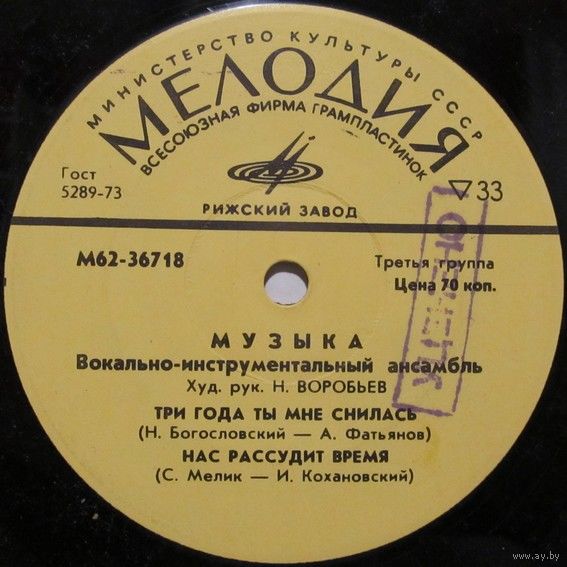 МИНИСТЕРСТВО КУЛЬТУРЫ СССР
МЕЛОДИЯ
ВСЕСОЮЗНАЯ ФИРМА ГРАМПЛАСТИНОК
Гост
5289-73
▽33
РИЖСКИЙ ЗАВОД
М62-36718
Третья группа
Цена 70 коп.
УЦЕНЕНО
МУЗЫКА
Вокально-инструментальный ансамбль
Худ. рук. Н. ВОРОБЬЕВ
ТРИ ГОДА ТЫ МНЕ СНИЛАСЬ
(Н. Богословский — А. Фатьянов)
НАС РАССУДИТ ВРЕМЯ
(С. Мелик — И. Кохановский)
www.ay.by